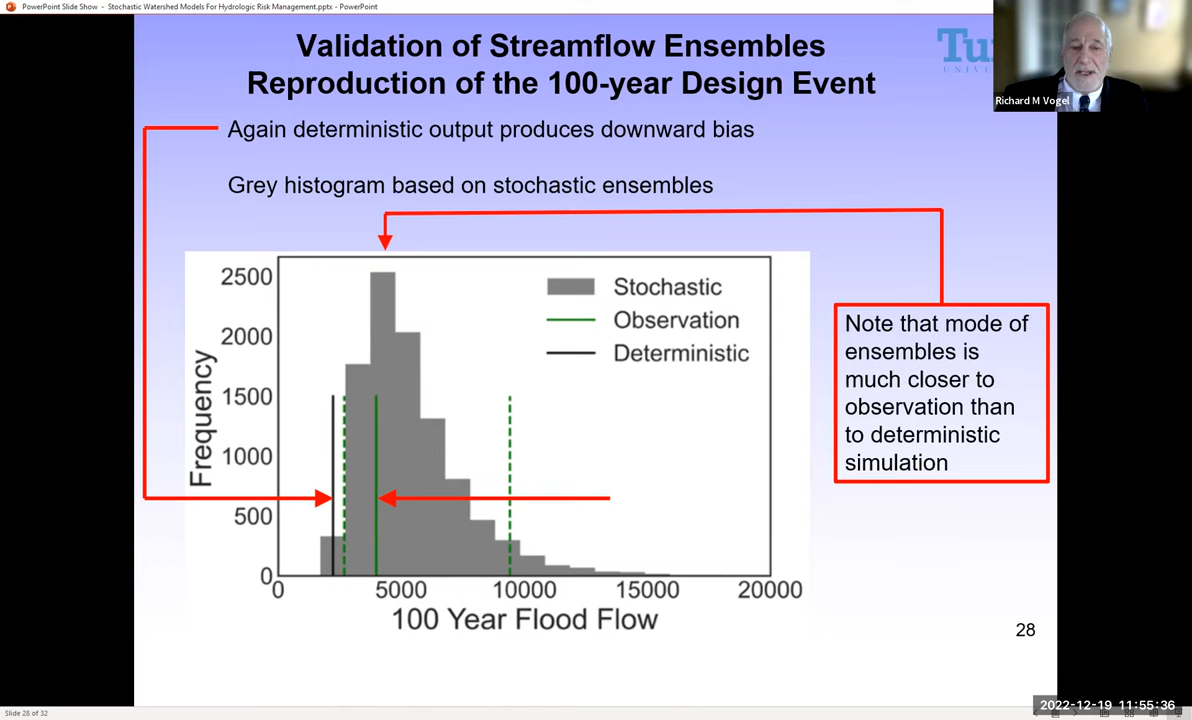 PowerPoint Slide Show - Stochastic Watershed Models For Hydrologic Risk Management.pptx - PowerPoint
Validation of Streamflow Ensembles
Reproduction of the 100-year Design Event
Richard M Vogel
Again deterministic output produces downward bias
Grey histogram based on stochastic ensembles
Note that mode of
ensembles is
much closer to
observation than
to deterministic
simulation
Stochastic
Observation
Deterministic
Frequency
2500
2000
1500
1000
500
0
0 5000 10000 15000 20000
100 Year Flood Flow
28
Slide 28 of 32
2022-12-19 11:55:36